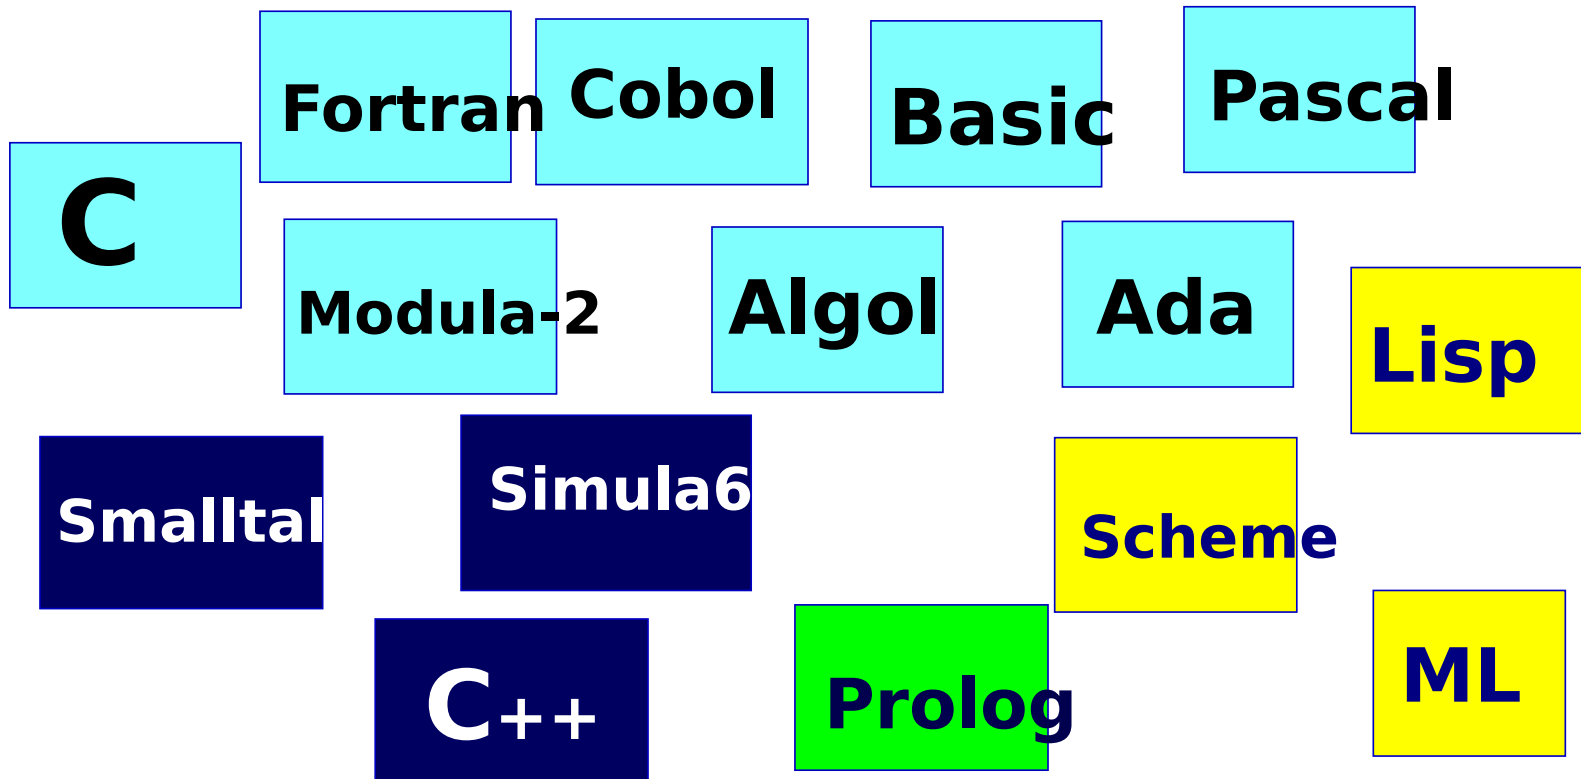 Fortran
Cobol
Basic
Pascal
C
Modula-2
Algol
Ada
Lisp
Smalltal
Simula6
Scheme
C++
Prolog
ML